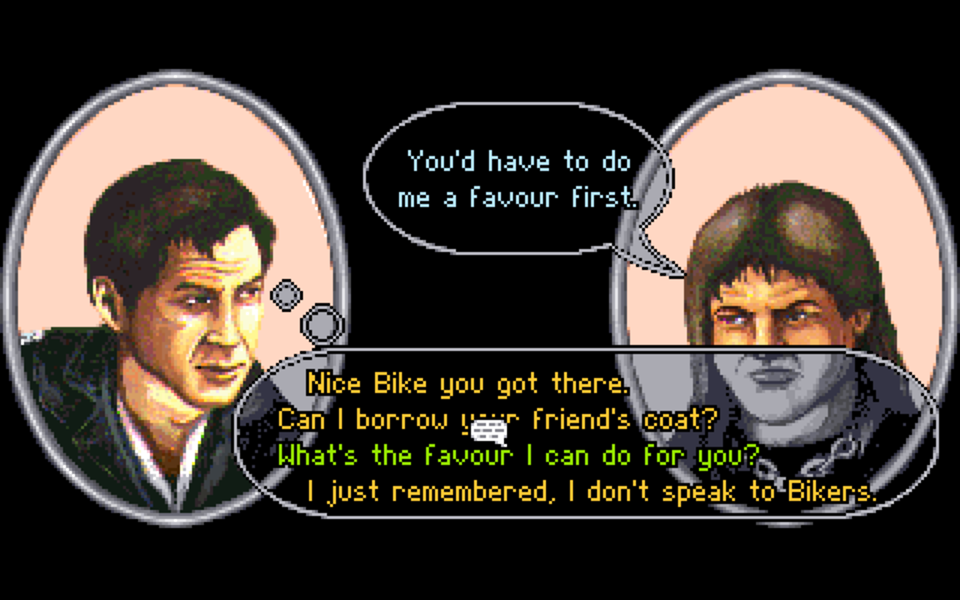 You'd have to do
me a favour first.
Nice Bike you got there.
Can I borrow your friend's coat?
What's the favour I can do for you?
I just remembered, I don't speak to Bikers.